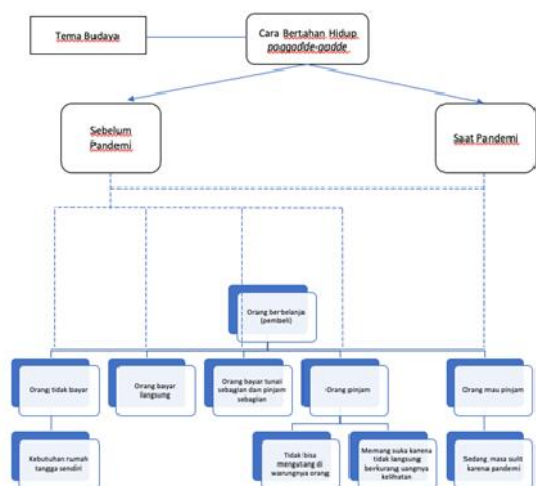 Tema Budaya
Cara Bertahan Hidup
paggadde-gadde
Sebelum
Pandemi
Saat Pandemi
Orang berbelanja
(pembeli)
Orang tidak bayar
Orang bayar
langsung
Orang bayar tunai
sebagian dan pinjam
sebagian
Orang pinjam
Orang mau pinjam
Kebutuhan rumah
tangga sendiri
Tidak bisa
mengutang di
warungnya orang
Memang suka karena
tidak langsung
berkurang uangnya
kelihatan
Sedang masa sulit
karena pandemi